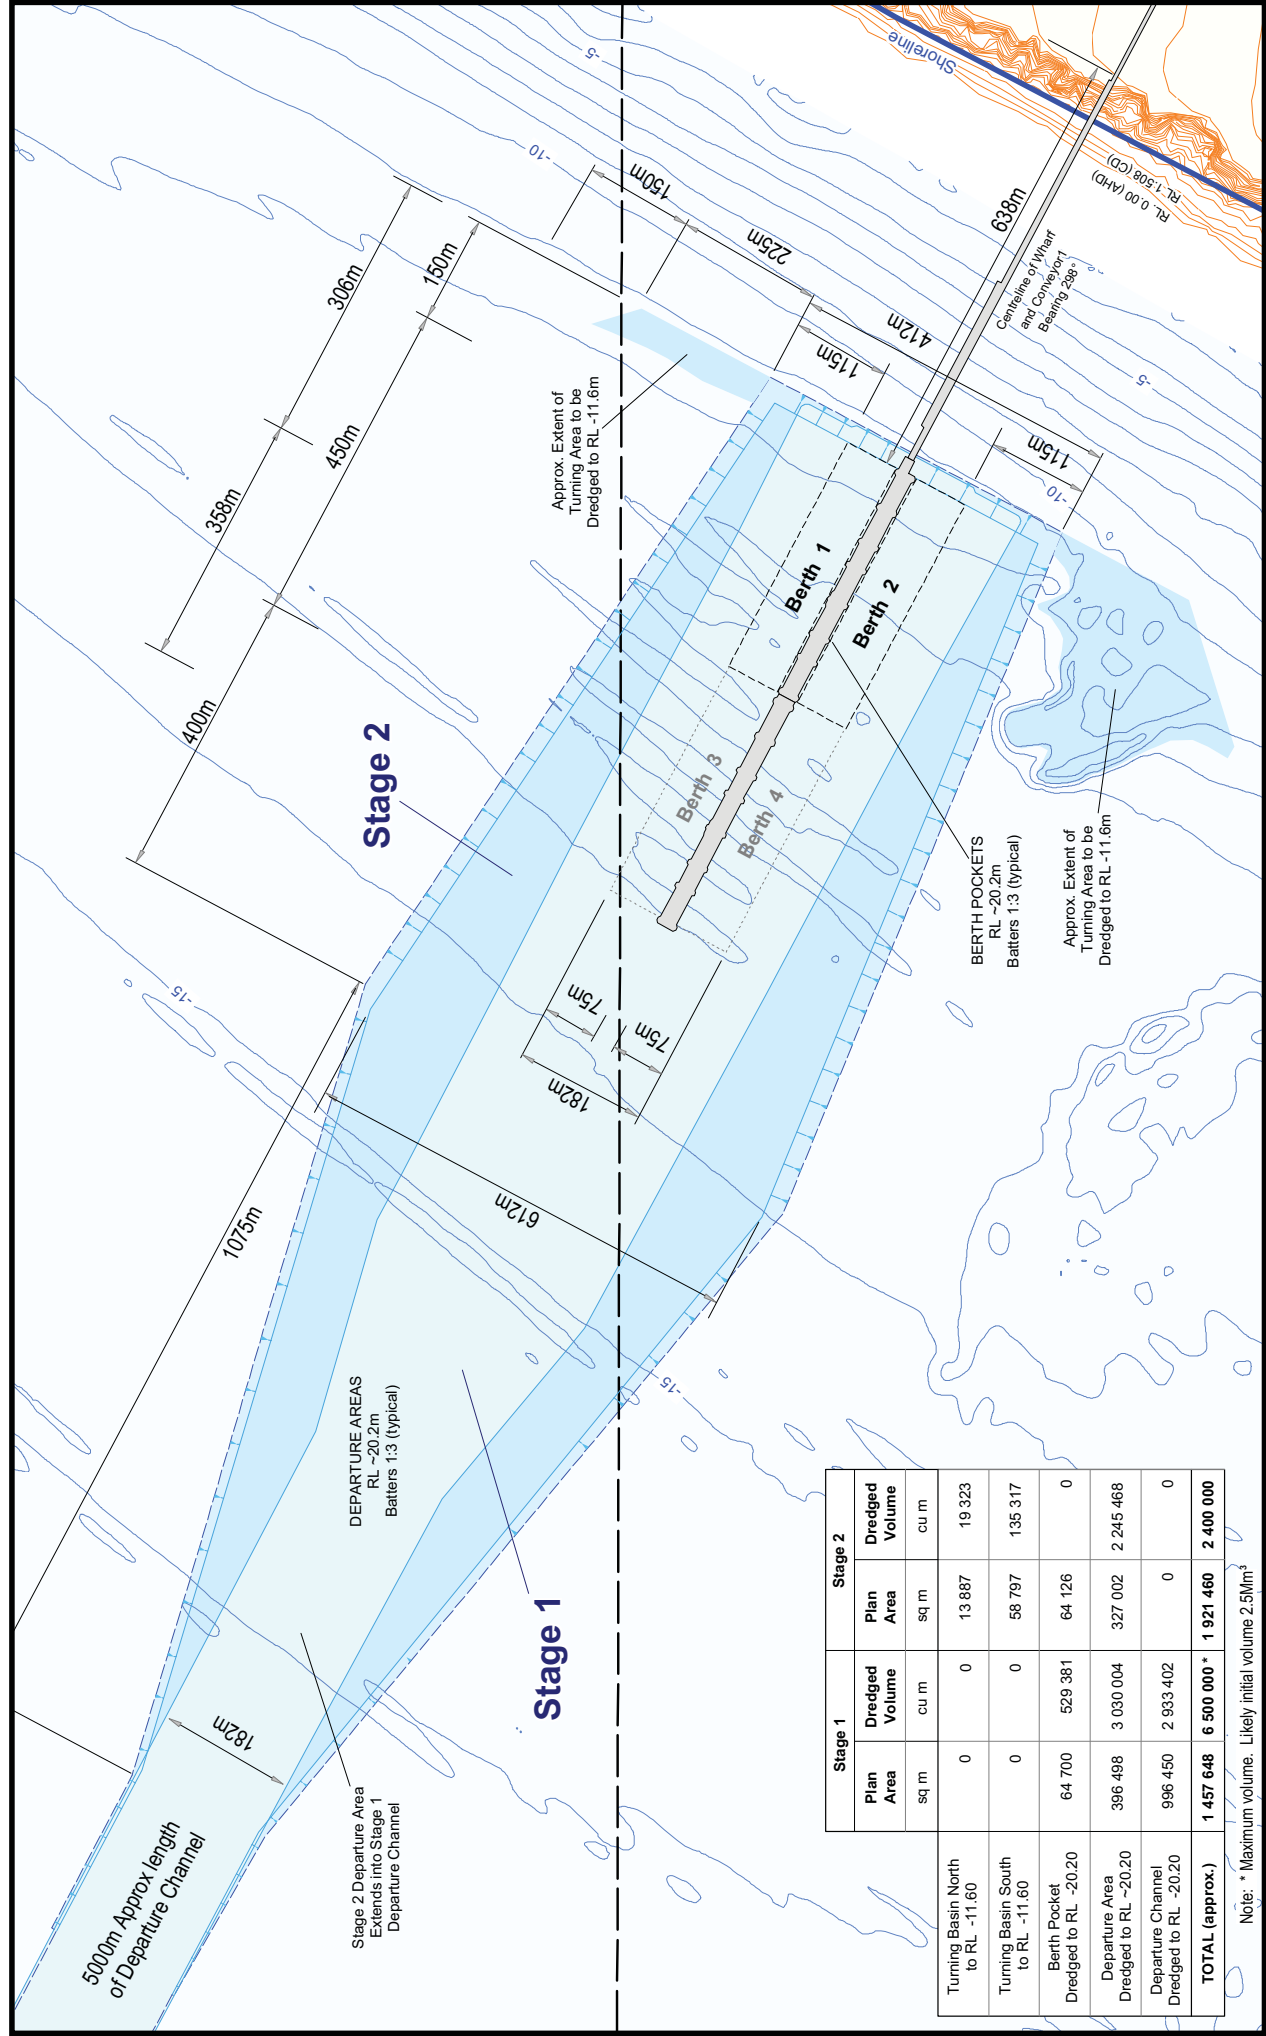 Shoreline
-5
-10
RL. 0.00 (AHD)
RL 1.508 (CD)
638m
Centreline of Wharf
and Conveyor1
Bearing 298°
150m
225m
412m
115m
115m
-10
-5
306m
150m
358m
450m
400m
Approx. Extent of
Turning Area to be
Dredged to RL -11.6m
Berth 1
Berth 2
Berth 3
Berth 4
Stage 2
-15
BERTH POCKETS
RL ~20.2m
Batters 1:3 (typical)
Approx. Extent of
Turning Area to be
Dredged to RL -11.6m
75m
75m
182m
612m
1075m
-15
DEPARTURE AREAS
RL ~20.2m
Batters 1:3 (typical)
Stage 1
182m
Stage 2 Departure Area
Extends into Stage 1
Departure Channel
5000m Approx length
of Departure Channel
Stage 1 Stage 2
Plan Area Dredged Volume Plan Area Dredged Volume
sq m cu m sq m cu m
Turning Basin North to RL -11.60 0 0 13 887 19 323
Turning Basin South to RL -11.60 0 0 58 797 135 317
Berth Pocket Dredged to RL -20.20 64 700 529 381 64 126 0
Departure Area Dredged to RL ~20.20 396 498 3 030 004 327 002 2 245 468
Departure Channel Dredged to RL -20.20 996 450 2 933 402 0 0
TOTAL (approx.) 1 457 648 6 500 000 * 1 921 460 2 400 000
Note: * Maximum volume. Likely initial volume 2.5Mm³